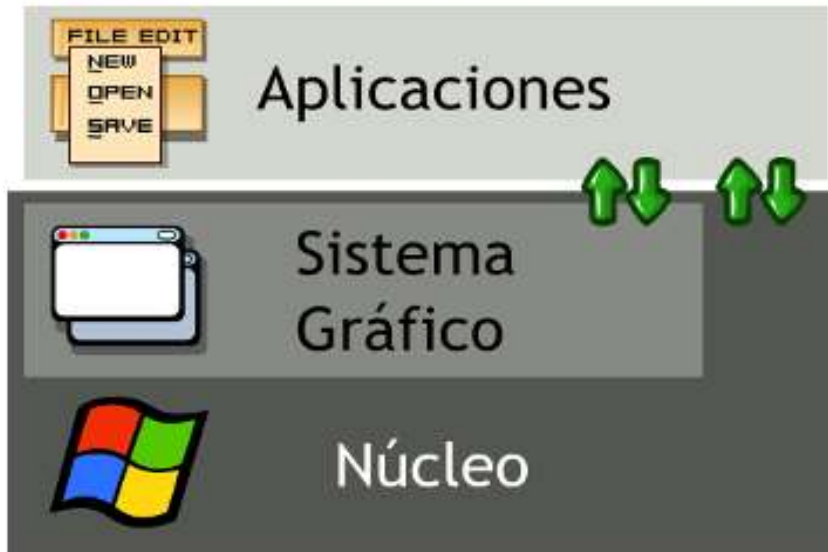 FILE EDIT
NEW
OPEN
SAVE
Aplicaciones
Sistema
Gráfico
Núcleo